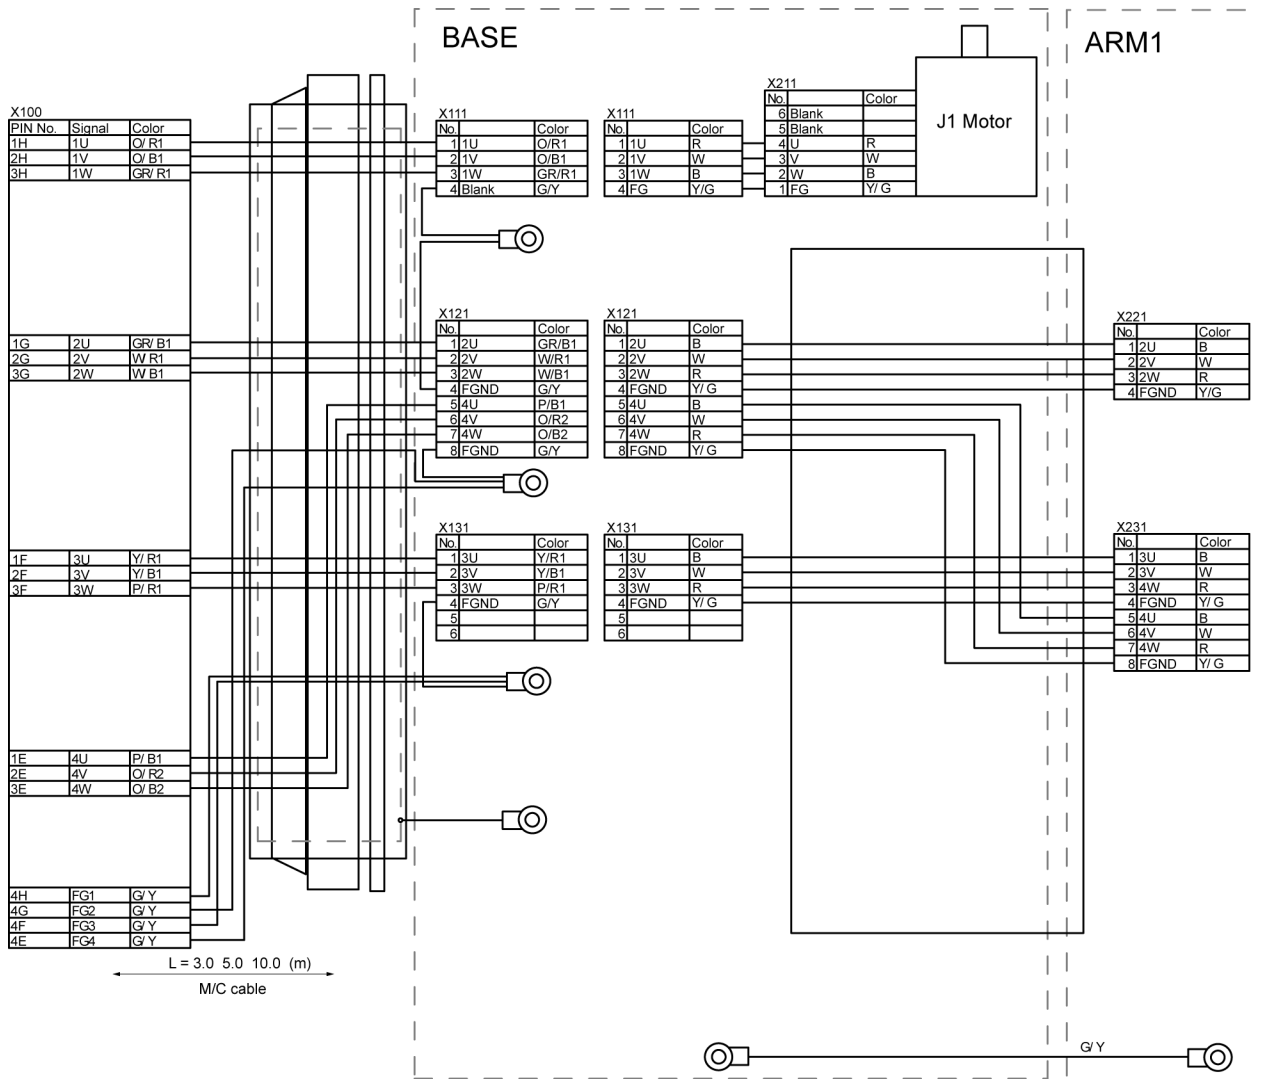 BASE
ARM1
X100
PIN No. Signal Color
1H 1U O/ R1
2H 1V O/ B1
3H 1W GR/ R1
1G 2U GR/ B1
2G 2V W R1
3G 2W W B1
1F 3U Y/ R1
2F 3V Y/ B1
3F 3W P/ R1
1E 4U P/ B1
2E 4V O/ R2
3E 4W O/ B2
4H FG1 G/ Y
4G FG2 G/ Y
4F FG3 G/ Y
4E FG4 G/ Y
L = 3.0 5.0 10.0 (m)
M/C cable
X111
No. Color
1 1U O/R1
2 1V O/B1
3 1W GR/R1
4 Blank G/Y
X111
No. Color
1 1U R
2 1V W
3 1W B
4 FG Y/G
X211
No. Color
6 Blank
5 Blank
4 U R
3 V W
2 W B
1 FG Y/ G
J1 Motor
X121
No. Color
1 2U GR/B1
2 2V W/R1
3 2W W/B1
4 FGND G/Y
5 4U P/B1
6 4V O/R2
7 4W O/B2
8 FGND G/Y
X121
No. Color
1 2U B
2 2V W
3 2W R
4 FGND Y/ G
5 4U B
6 4V W
7 4W R
8 FGND Y/ G
X221
No. Color
1 2U B
2 2V W
3 2W R
4 FGND Y/G
X131
No. Color
1 3U Y/R1
2 3V Y/B1
3 3W P/R1
4 FGND G/Y
5
6
X131
No. Color
1 3U B
2 3V W
3 3W R
4 FGND Y/ G
5
6
X231
No. Color
1 3U B
2 3V W
3 4W R
4 FGND Y/ G
5 4U B
6 4V W
7 4W R
8 FGND Y/ G
G/ Y